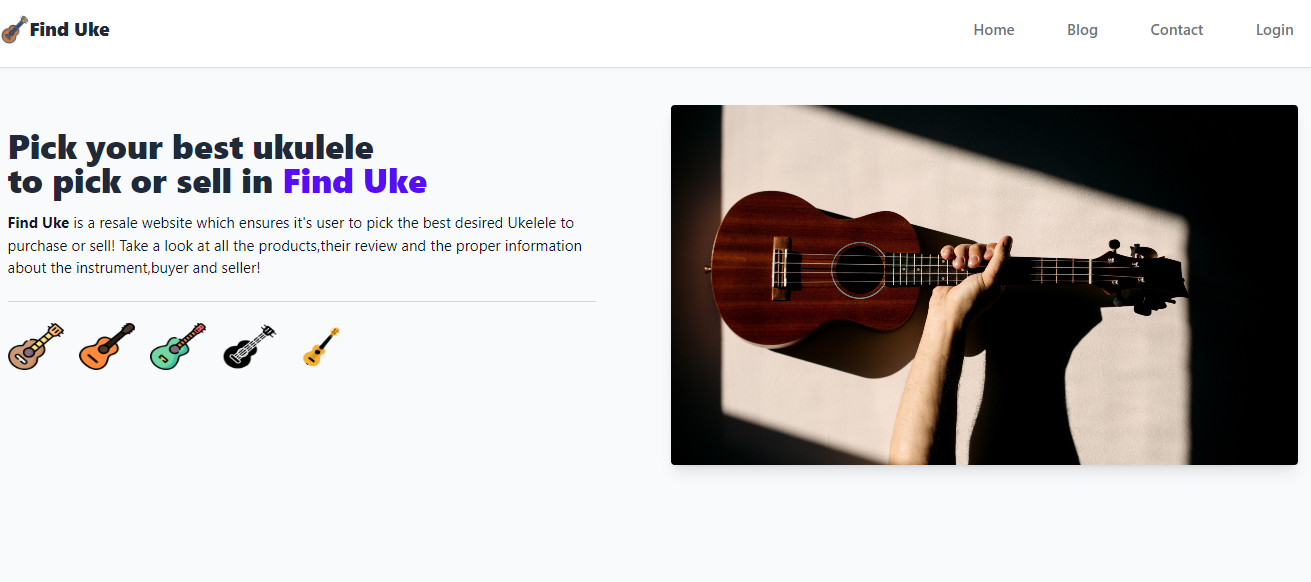 Find Uke
Home
Blog
Contact
Login
Pick your best ukulele
to pick or sell in Find Uke
Find Uke is a resale website which ensures it's user to pick the best desired Ukelele to
purchase or sell! Take a look at all the products,their review and the proper information
about the instrument,buyer and seller!